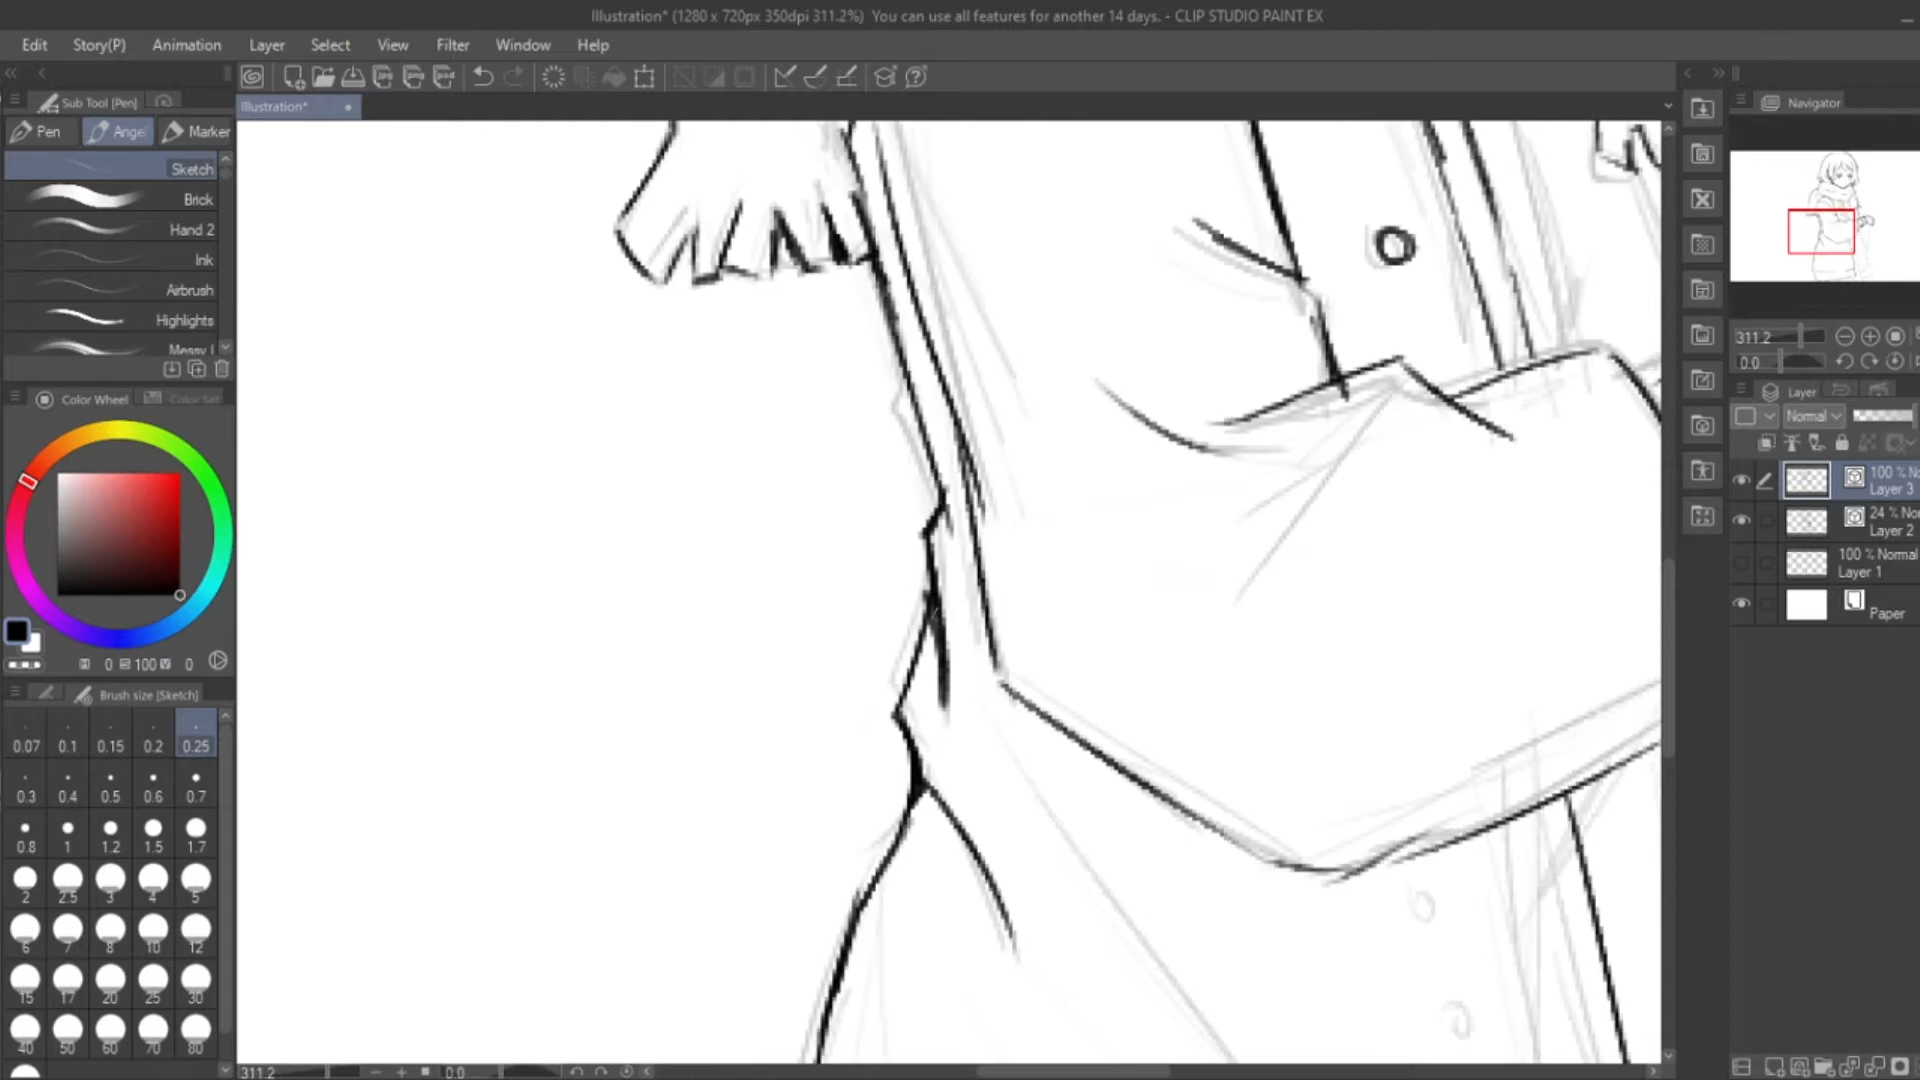 Illustration* (1280 x 720px 350dpi 311.2%)  You can use all features for another 14 days. - CLIP STUDIO PAINT EX
Edit Story(P) Animation Layer Select View Filter Window Help
Sub Tool [Pen]
Illustration*
Navigator
Pen Ange Marker
Sketch
Brick
Hand 2
Ink
Airbrush
Highlights
311.2
0.0
Color Wheel Color Set
Layer
Normal
100 % No
Layer 3
24 % Nor
Layer 2
100 % Normal
Layer 1
Paper
0 100 0
Brush size [Sketch]
0.07 0.1 0.15 0.2 0.25
0.3 0.4 0.5 0.6 0.7
0.8 1 1.2 1.5 1.7
2 2.5 3 4 5
6 7 8 10 12
15 17 20 25 30
40 50 60 70 80
311.2 0.0